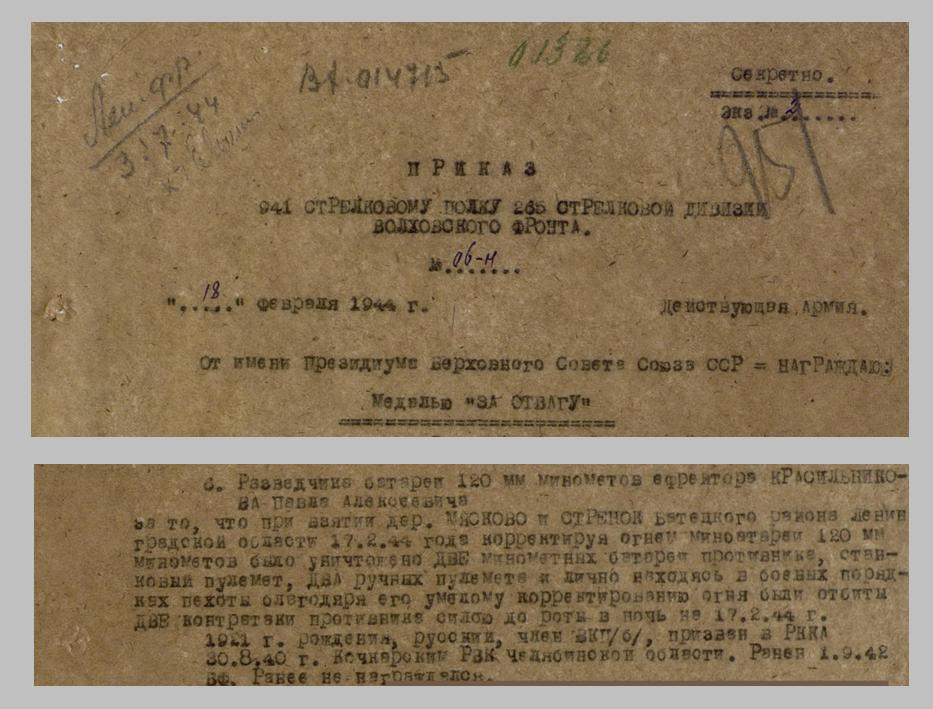 01326
Вх. 014715
Секретно.
Экз.№ 2
3.7.44
951
П Р И К А З
941 СТРЕЛКОВОМУ ПОЛКУ 265 СТРЕЛКОВОЙ ДИВИЗИИ
ВОЛХОВСКОГО ФРОНТА.
№ 06-н
"18" февраля 1944 г. Действующая Армия.
От имени Президиума Верховного Совета Союза ССР = НАГРАЖДАЮ:
Медалью "ЗА ОТВАГУ"
6. Разведчика батареи 120 мм минометов ефрейтора КРАСИЛЬНИКО-
ВА Павла Алексеевича
за то, что при взятии дер. МЯСКОВО и СТРЕНОК Батецкого района Ленин
градской области 17.2.44 года корректируя огнем минбатареи 120 мм
минометов было уничтожено ДВЕ минометных батареи противника, стан-
ковый пулемет, ДВА ручных пулемета и лично находясь в боевых поряд-
ках пехоты благодаря его умелому корректированию огня были отбиты
ДВЕ контратаки противника силою до роты в ночь на 17.2.44 г.
1921 г. рождения, русский, член ВКП/б/, призван в РККА
30.8.40 г. Кочкарским РВК Челябинской области. Ранен 1.9.42
ВФ. Ранее не награждался.